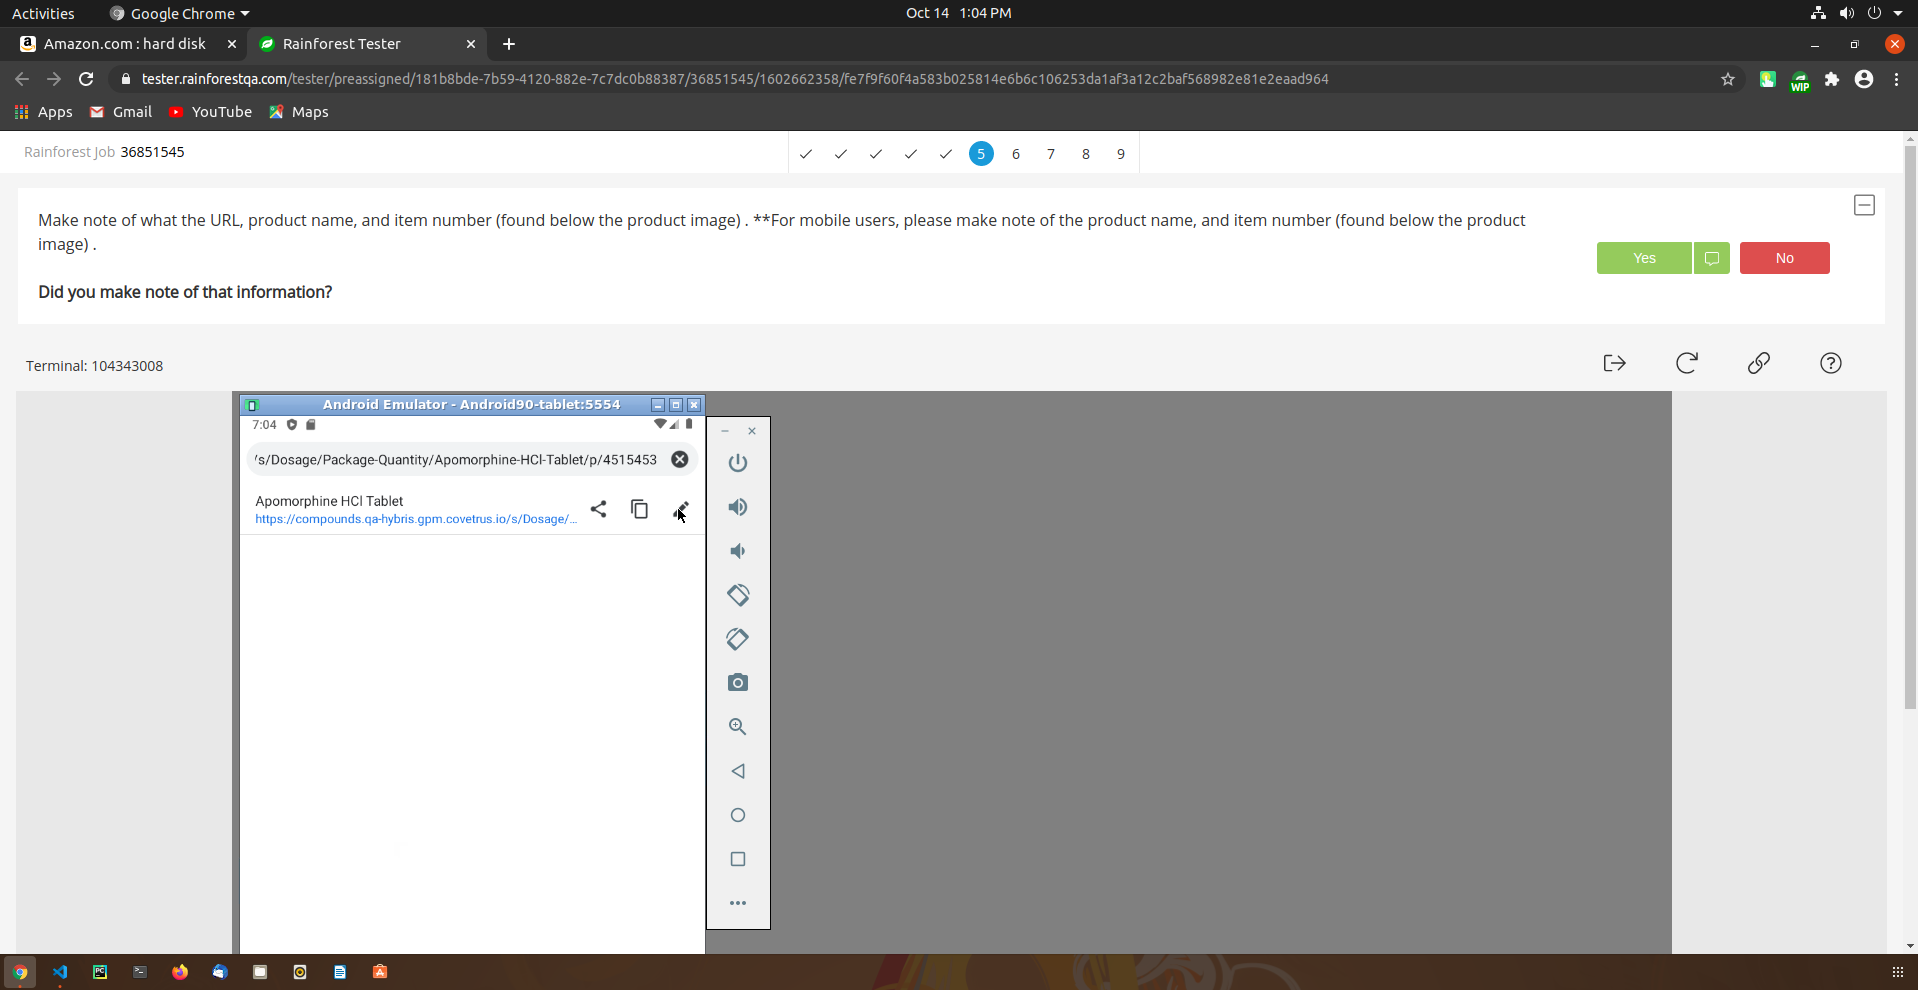 Activities Google Chrome Oct 14 1:04 PM
Amazon.com : hard disk Rainforest Tester
tester.rainforestqa.com/tester/preassigned/181b8bde-7b59-4120-882e-7c7dc0b88387/36851545/1602662358/fe7f9f60f4a583b025814e6b6c106253da1af3a12c2baf568982e81e2eaad964
WIP
Apps Gmail YouTube Maps
Rainforest Job 36851545 5 6 7 8 9
Make note of what the URL, product name, and item number (found below the product image) . **For mobile users, please make note of the product name, and item number (found below the product
image) .
Yes No
Did you make note of that information?
Terminal: 104343008
Android Emulator - Android90-tablet:5554
7:04
/s/Dosage/Package-Quantity/Apomorphine-HCl-Tablet/p/4515453
Apomorphine HCl Tablet
https://compounds.qa-hybris.gpm.covetrus.io/s/Dosage/...